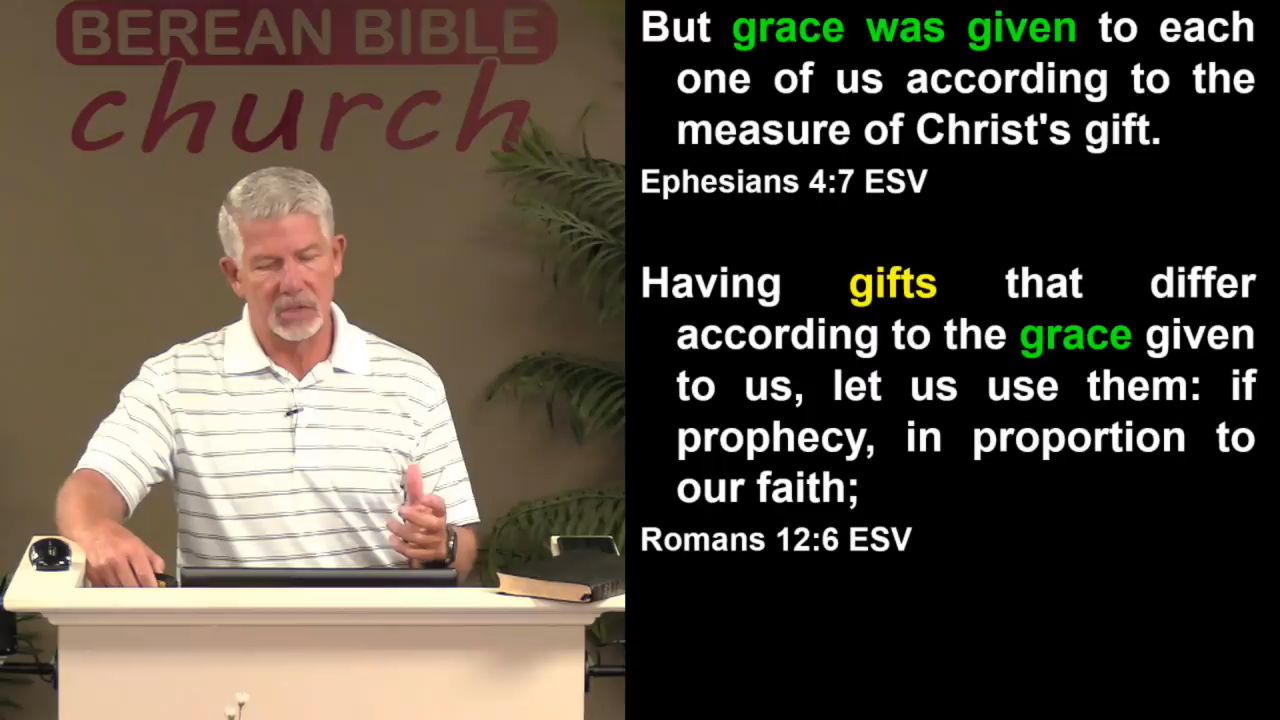 BEREAN BIBLE
church
But grace was given to each
one of us according to the
measure of Christ's gift.
Ephesians 4:7 ESV
Having gifts that differ
according to the grace given
to us, let us use them: if
prophecy, in proportion to
our faith;
Romans 12:6 ESV